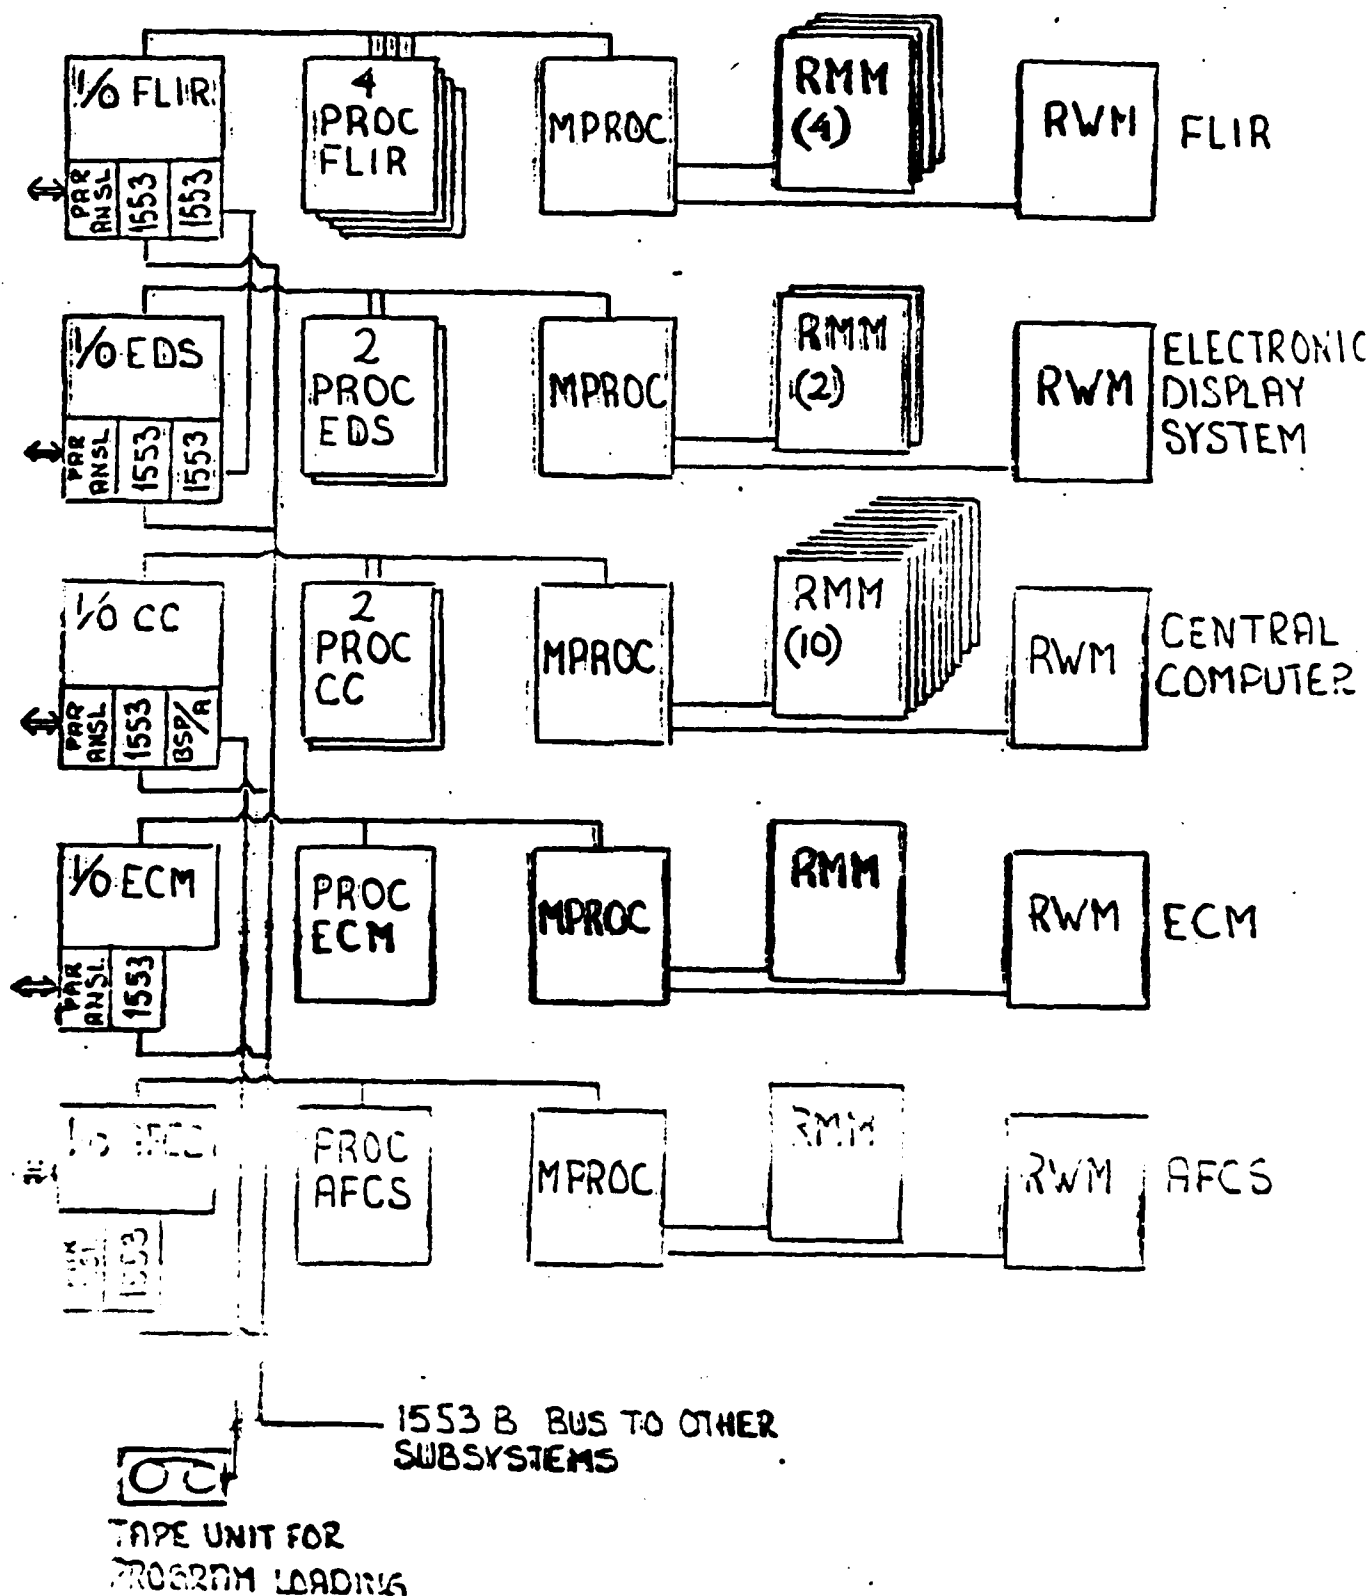 I/O FLIR
PAR ANSL
1553
1553
4
PROC
FLIR
MPROC
RMM
(4)
RWM
FLIR
I/O EDS
PAR ANSL
1553
1553
2
PROC
EDS
MPROC
RMM
(2)
RWM
ELECTRONIC
DISPLAY
SYSTEM
I/O CC
PAR ANSL
1553
BSP/A
2
PROC
CC
MPROC
RMM
(10)
RWM
CENTRAL
COMPUTER
I/O ECM
PAR ANSL
1553
PROC
ECM
MPROC
RMM
RWM
ECM
I/O
1553
PROC
AFCS
MPROC
RMM
RWM
AFCS
1553 B BUS TO OTHER
SUBSYSTEMS
TAPE UNIT FOR
PROGRAM LOADING